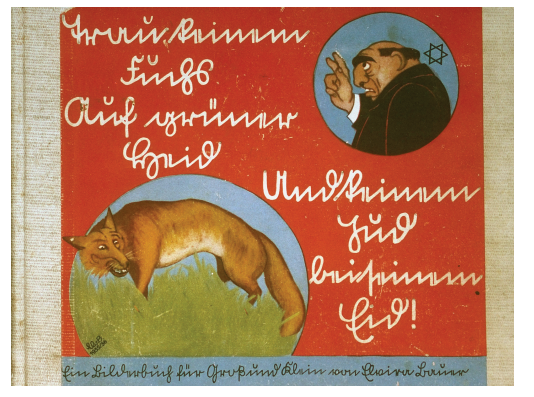 Trau keinem
Fuchs
Auf grüner
Heid
Und keinem
Jud
bei seinem
Eid!
Ein Bilderbuch für Groß und Klein von Elvira Bauer